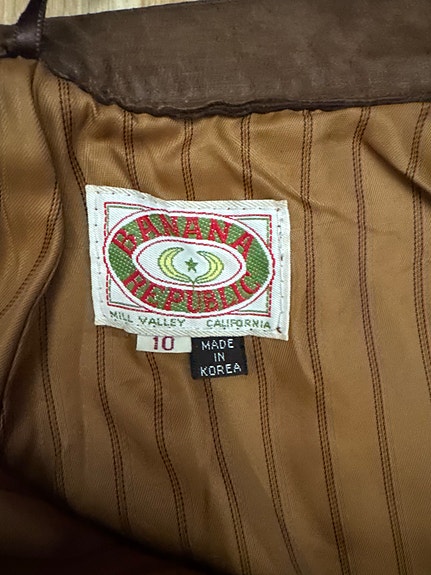 BANANA
REPUBLIC
MILL VALLEY CALIFORNIA
10
MADE
IN
KOREA